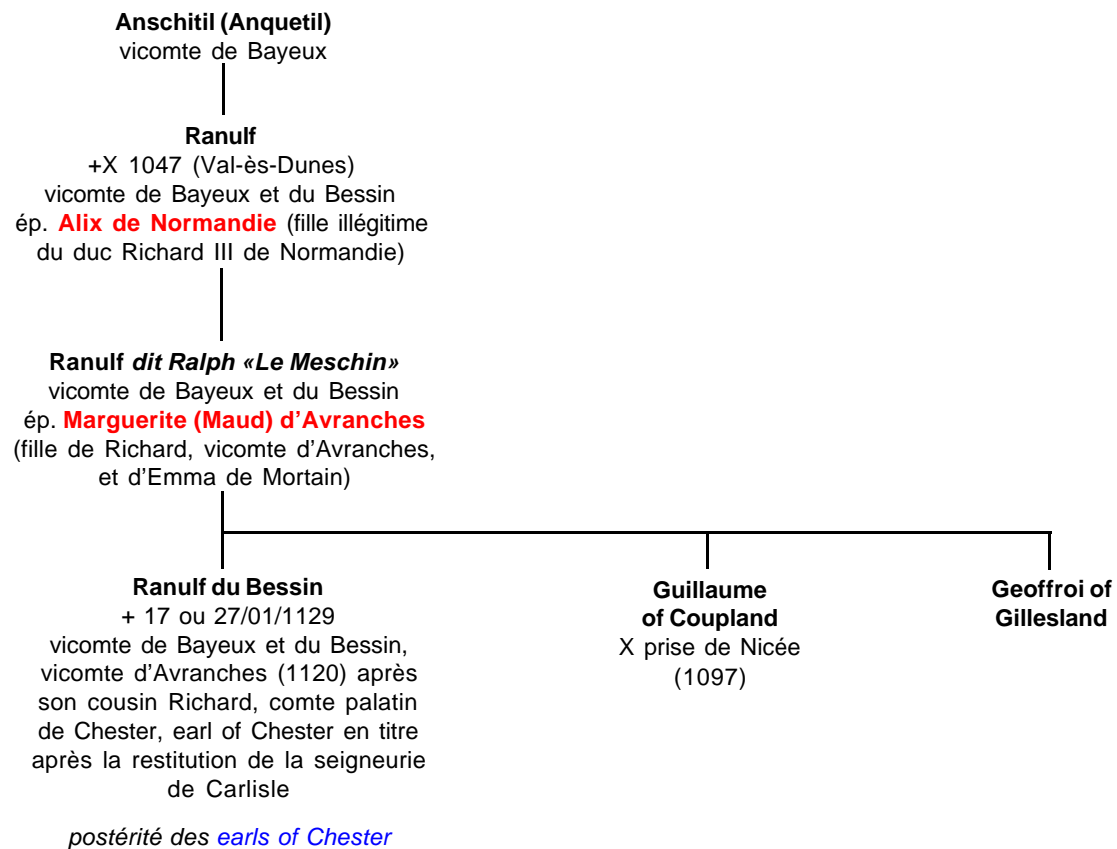 Anschitil (Anquetil)
vicomte de Bayeux
Ranulf
+X 1047 (Val-ès-Dunes)
vicomte de Bayeux et du Bessin
ép. Alix de Normandie (fille illégitime
du duc Richard III de Normandie)
Ranulf dit Ralph «Le Meschin»
vicomte de Bayeux et du Bessin
ép. Marguerite (Maud) d’Avranches
(fille de Richard, vicomte d’Avranches,
et d’Emma de Mortain)
Ranulf du Bessin
+ 17 ou 27/01/1129
vicomte de Bayeux et du Bessin,
vicomte d’Avranches (1120) après
son cousin Richard, comte palatin
de Chester, earl of Chester en titre
après la restitution de la seigneurie
de Carlisle
postérité des earls of Chester
Guillaume
of Coupland
X prise de Nicée
(1097)
Geoffroi of
Gillesland